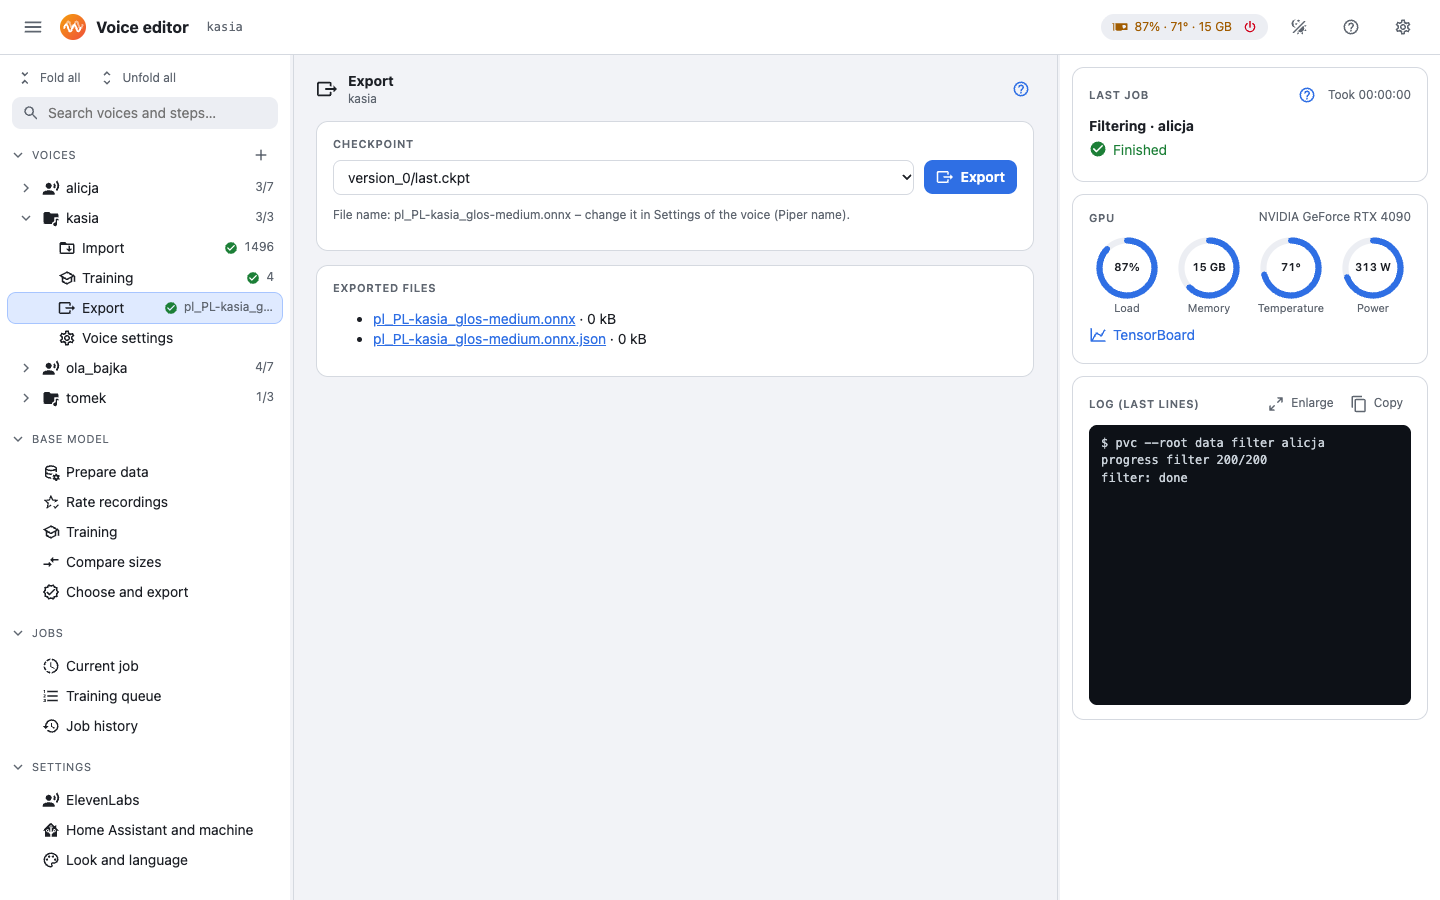 Voice editor kasia
87% · 71° · 15 GB
Fold all Unfold all
Search voices and steps...
VOICES
alicja 3/7
kasia 3/3
Import 1496
Training 4
Export pl_PL-kasia_g...
Voice settings
ola_bajka 4/7
tomek 1/3
BASE MODEL
Prepare data
Rate recordings
Training
Compare sizes
Choose and export
JOBS
Current job
Training queue
Job history
SETTINGS
ElevenLabs
Home Assistant and machine
Look and language
Export
kasia
CHECKPOINT
version_0/last.ckpt
Export
File name: pl_PL-kasia_glos-medium.onnx – change it in Settings of the voice (Piper name).
EXPORTED FILES
pl_PL-kasia_glos-medium.onnx · 0 kB
pl_PL-kasia_glos-medium.onnx.json · 0 kB
LAST JOB Took 00:00:00
Filtering · alicja
Finished
GPU NVIDIA GeForce RTX 4090
87% 15 GB 71° 313 W
Load Memory Temperature Power
TensorBoard
LOG (LAST LINES) Enlarge Copy
$ pvc --root data filter alicja
progress filter 200/200
filter: done